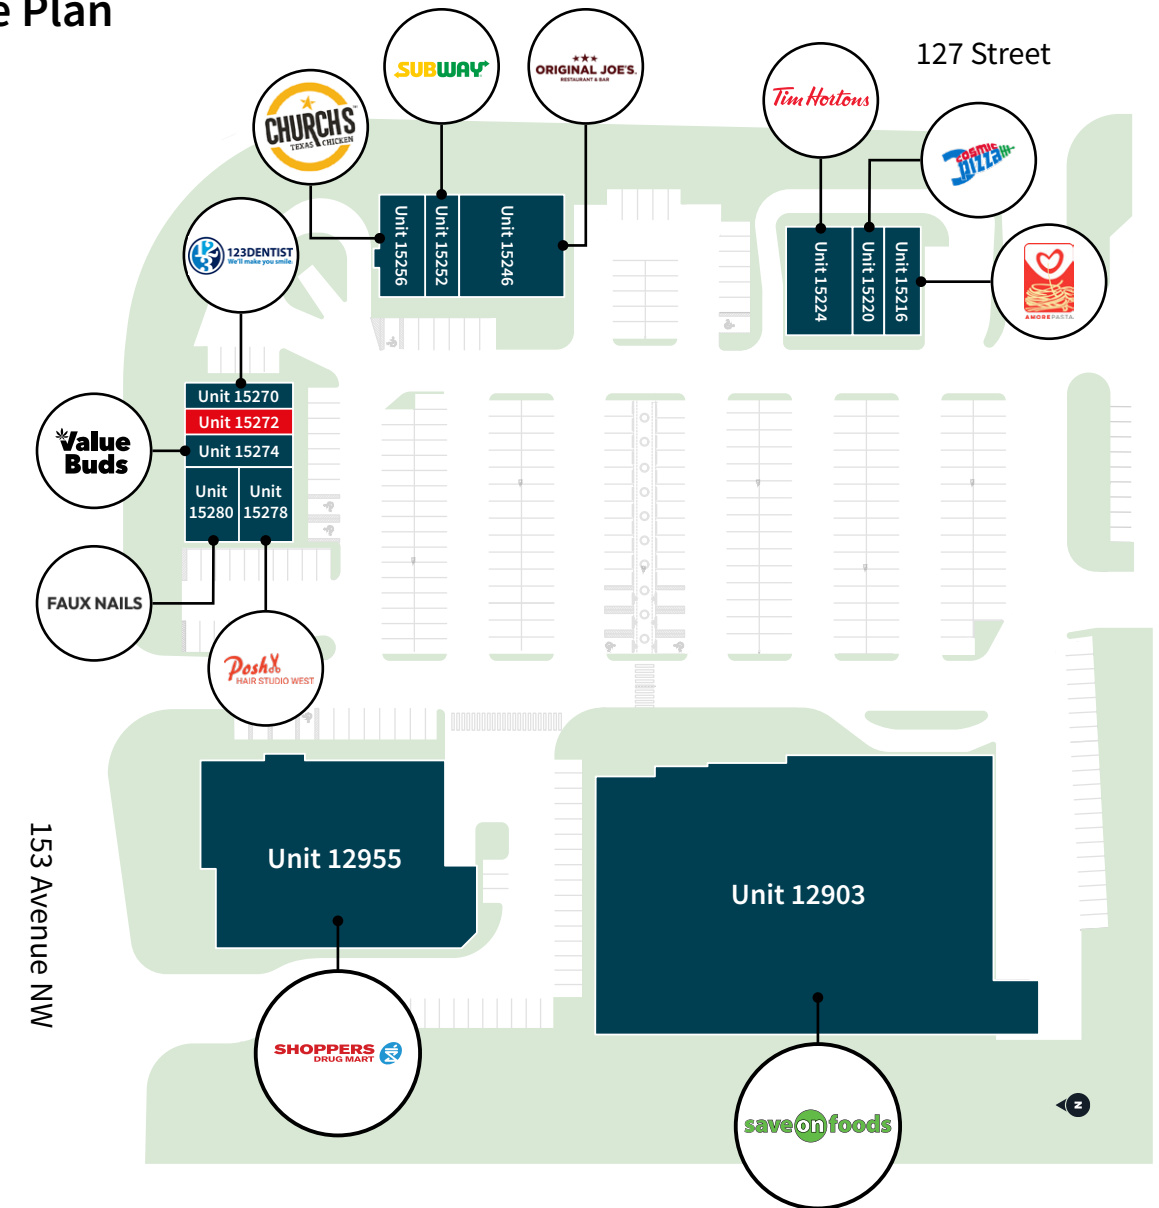 e Plan
127 Street
SUBWAY
ORIGINAL JOE'S.
RESTAURANT & BAR
Tim Hortons
CHURCH'S
TEXAS CHICKEN
COSMIC
PIZZA
123DENTIST
We'll make you smile.
AMORE PASTA
Unit 15256
Unit 15252
Unit 15246
Unit 15224
Unit 15220
Unit 15216
Unit 15270
Unit 15272
Unit 15274
Value
Buds
Unit
15280
Unit
15278
FAUX NAILS
Posh
HAIR STUDIO WEST
Unit 12955
Unit 12903
153 Avenue NW
SHOPPERS
DRUG MART
save on foods
N